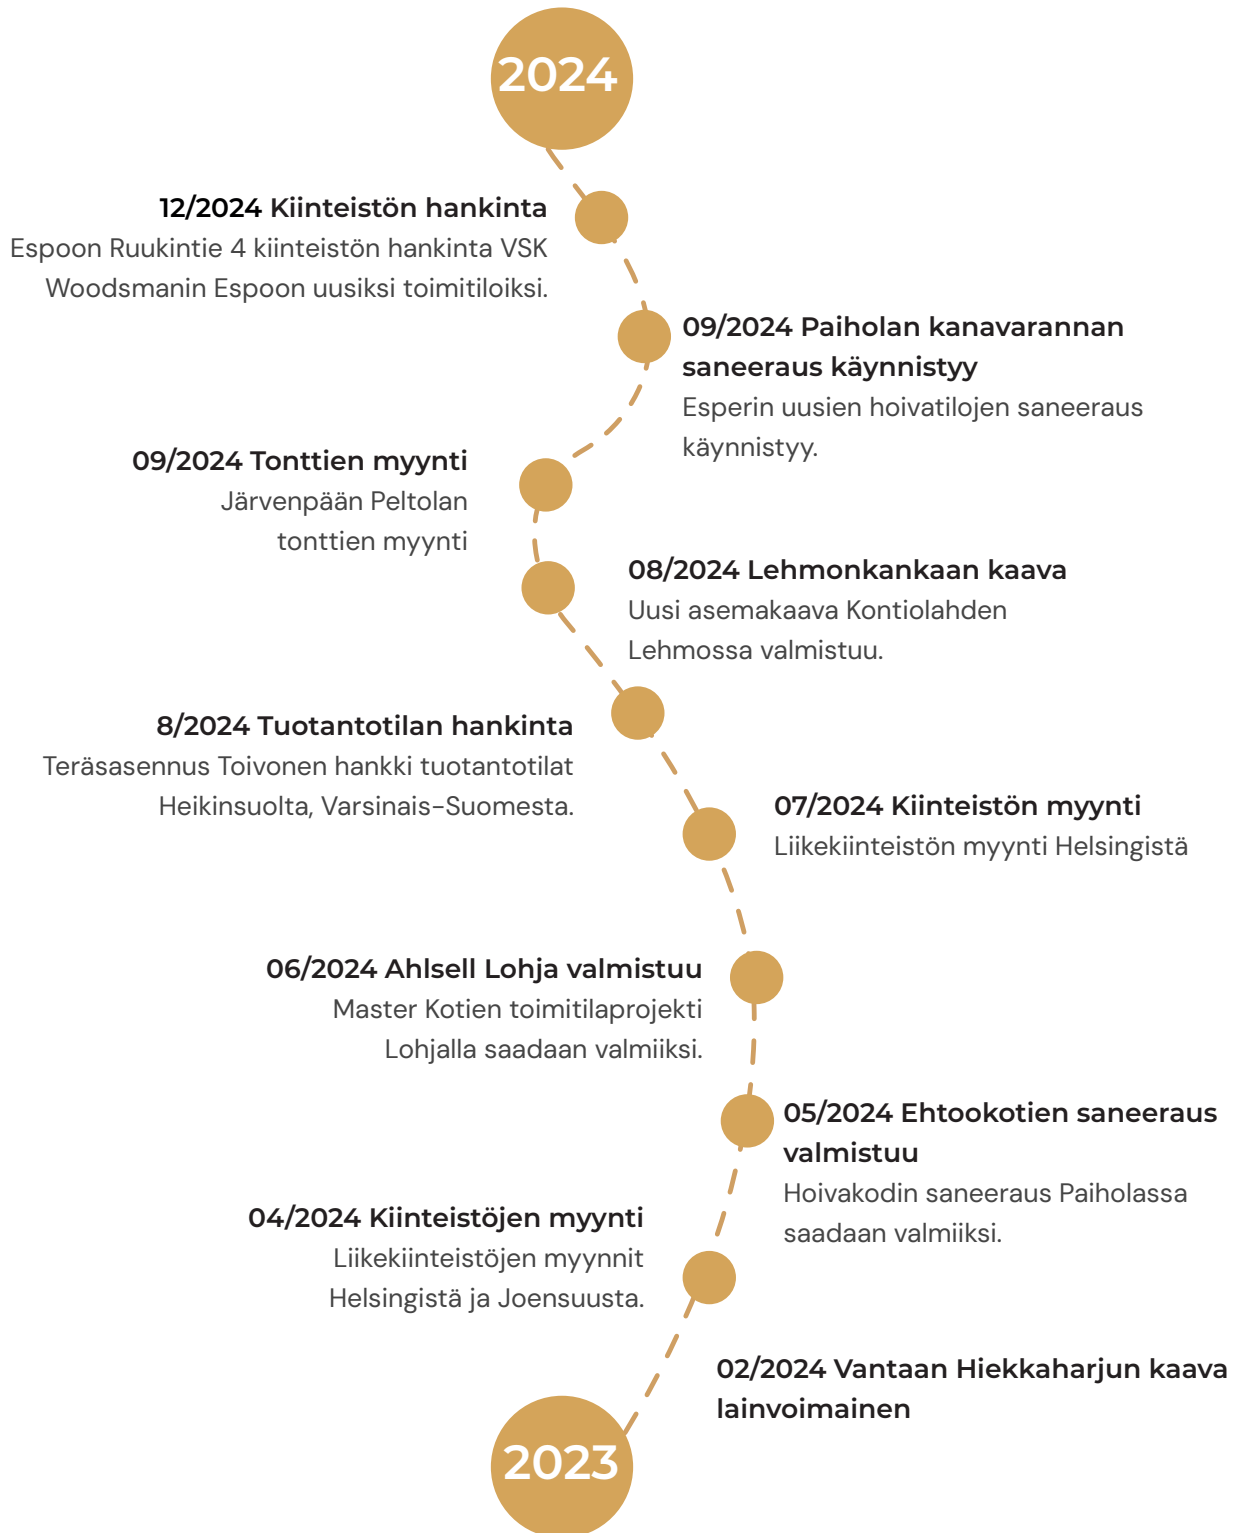 2024
12/2024 Kiinteistön hankinta
Espoon Ruukintie 4 kiinteistön hankinta VSK
Woodsmanin Espoon uusiksi toimitiloiksi.
09/2024 Paiholan kanavarannan
saneeraus käynnistyy
Esperin uusien hoivatilojen saneeraus
käynnistyy.
09/2024 Tonttien myynti
Järvenpään Peltolan
tonttien myynti
08/2024 Lehmonkankaan kaava
Uusi asemakaava Kontiolahden
Lehmossa valmistuu.
8/2024 Tuotantotilan hankinta
Teräsasennus Toivonen hankki tuotantotilat
Heikinsuolta, Varsinais-Suomesta.
07/2024 Kiinteistön myynti
Liikekiinteistön myynti Helsingistä
06/2024 Ahlsell Lohja valmistuu
Master Kotien toimitilaprojekti
Lohjalla saadaan valmiiksi.
05/2024 Ehtookotien saneeraus
valmistuu
Hoivakodin saneeraus Paiholassa
saadaan valmiiksi.
04/2024 Kiinteistöjen myynti
Liikekiinteistöjen myynnit
Helsingistä ja Joensuusta.
02/2024 Vantaan Hiekkaharjun kaava
lainvoimainen
2023